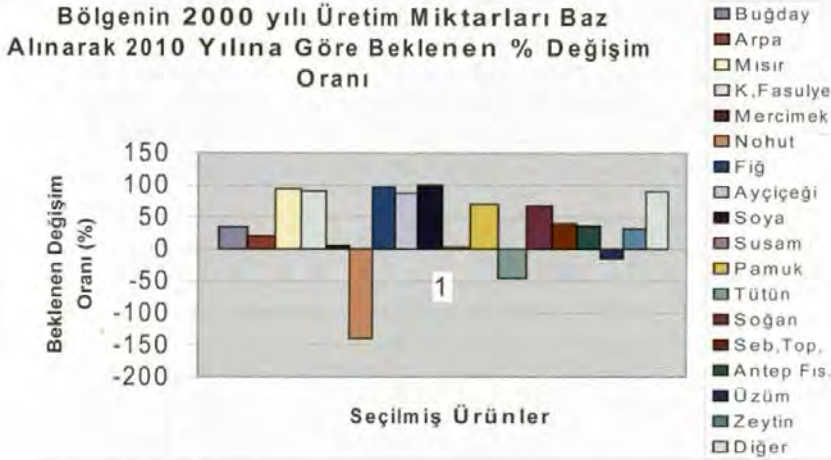 Bölgenin 2000 yılı Üretim Miktarları Baz
Alınarak 2010 Yılına Göre Beklenen % Değişim
Oranı
Beklenen Değişim
Oranı (%)
150
100
50
0
-50
-100
-150
-200
1
Seçilmiş Ürünler
Buğday
Arpa
Mısır
K,Fasulye
Mercimek
Nohut
Fiğ
Ayçiçeği
Soya
Susam
Pamuk
Tütün
Soğan
Seb,Top,
Antep Fıs.
Üzüm
Zeytin
Diğer